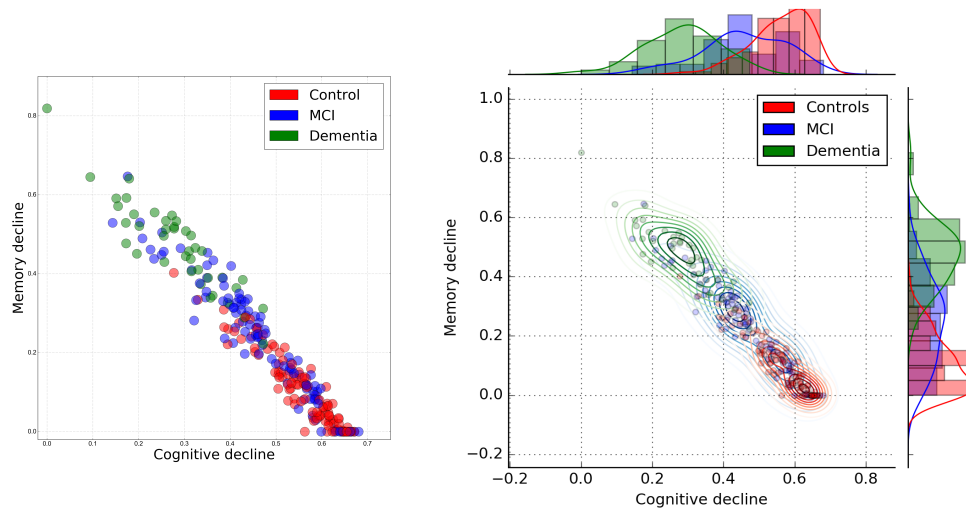 Control
MCI
Dementia
0.8
0.6
0.4
0.2
0.0
0.0 0.1 0.2 0.3 0.4 0.5 0.6 0.7
Memory decline
Cognitive decline
Controls
MCI
Dementia
1.0
0.8
0.6
0.4
0.2
0.0
−0.2
−0.2 0.0 0.2 0.4 0.6 0.8
Memory decline
Cognitive decline